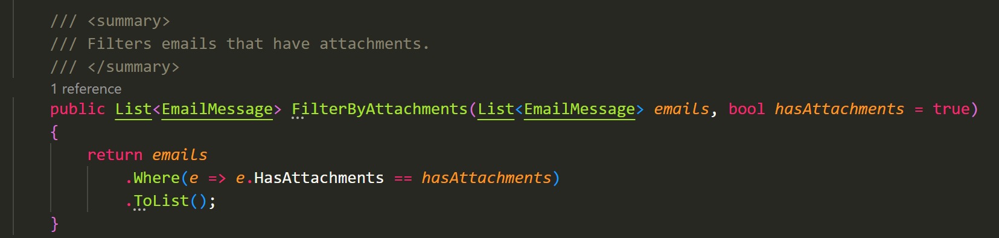 /// <summary>
/// Filters emails that have attachments.
/// </summary>
1 reference
public List<EmailMessage> FilterByAttachments(List<EmailMessage> emails, bool hasAttachments = true)
{
    return emails
        .Where(e => e.HasAttachments == hasAttachments)
        .ToList();
}